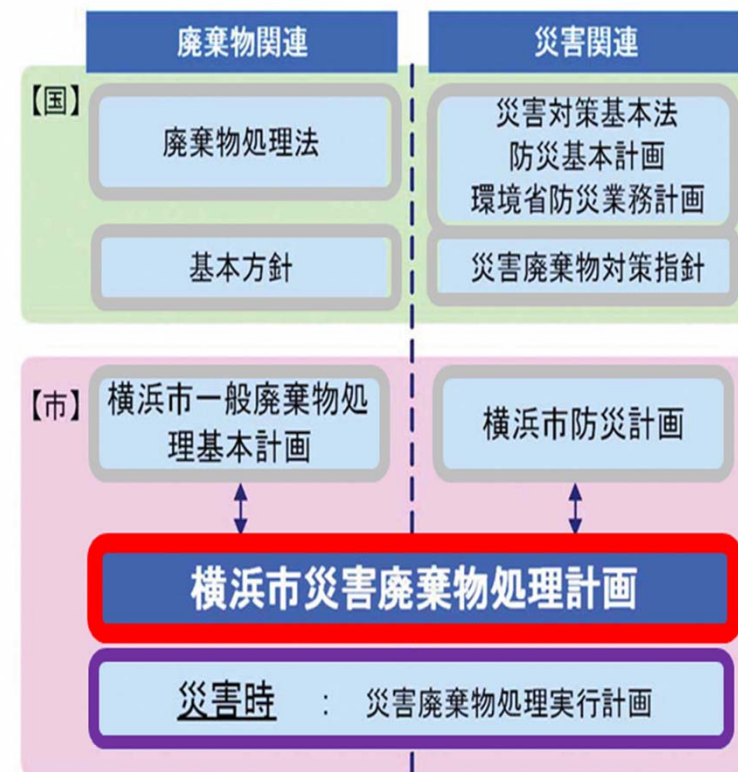 廃棄物関連
災害関連
【国】
廃棄物処理法
災害対策基本法
防災基本計画
環境省防災業務計画
基本方針
災害廃棄物対策指針
【市】
横浜市一般廃棄物処
理基本計画
横浜市防災計画
横浜市災害廃棄物処理計画
災害時 : 災害廃棄物処理実行計画